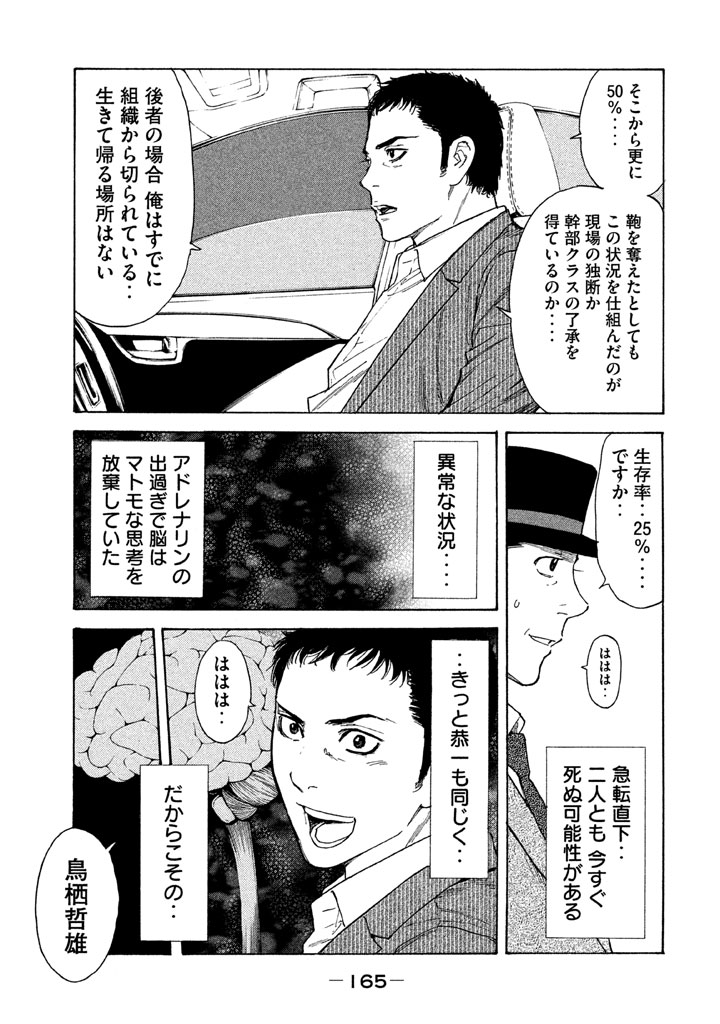 そこから更に
50%‥‥
鞄を奪えたとしても
この状況を仕組んだのが
現場の独断か
幹部クラスの了承を
得ているのか‥‥
後者の場合 俺はすでに
組織から切られている‥
生きて帰る場所はない
生存率‥25%‥‥
ですか‥
ははは‥
急転直下‥
二人とも 今すぐ
死ぬ可能性がある
異常な状況‥‥
アドレナリンの
出過ぎで脳は
マトモな思考を
放棄していた
‥きっと恭一も同じく‥
ははは‥
だからこその‥
鳥栖哲雄
—165—